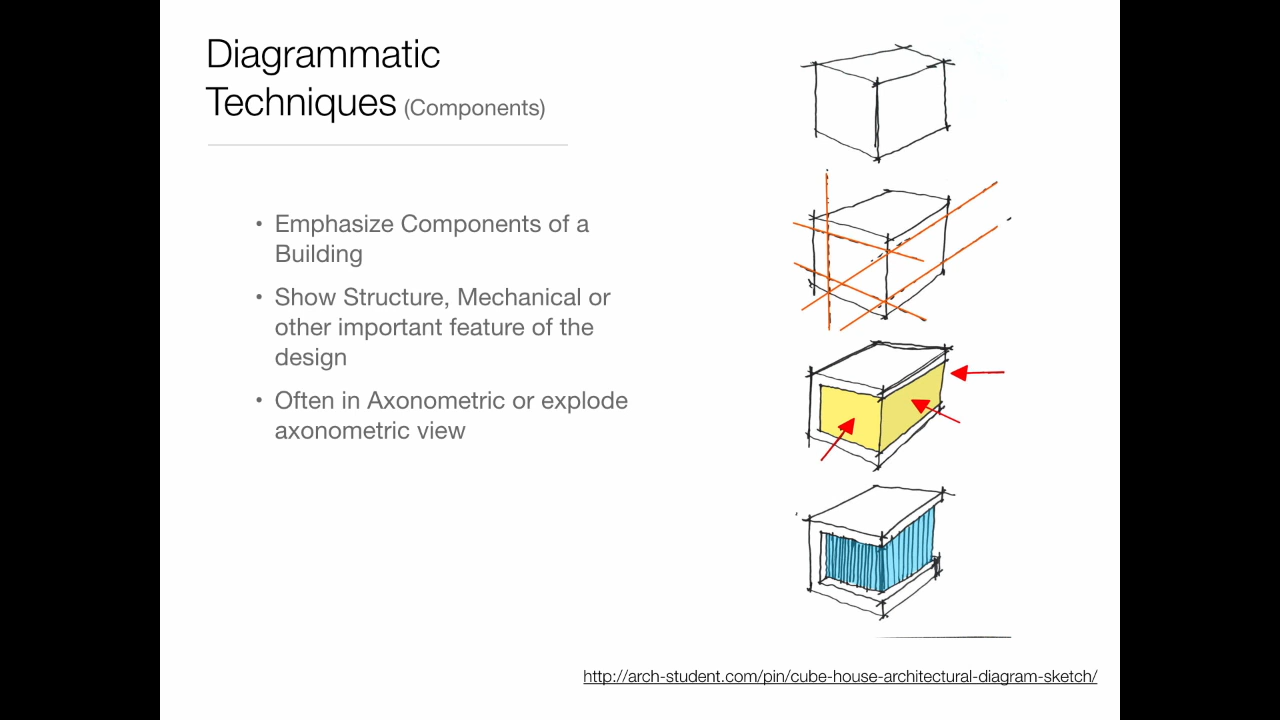 Diagrammatic
Techniques (Components)
• Emphasize Components of a
Building
• Show Structure, Mechanical or
other important feature of the
design
• Often in Axonometric or explode
axonometric view
http://arch-student.com/pin/cube-house-architectural-diagram-sketch/